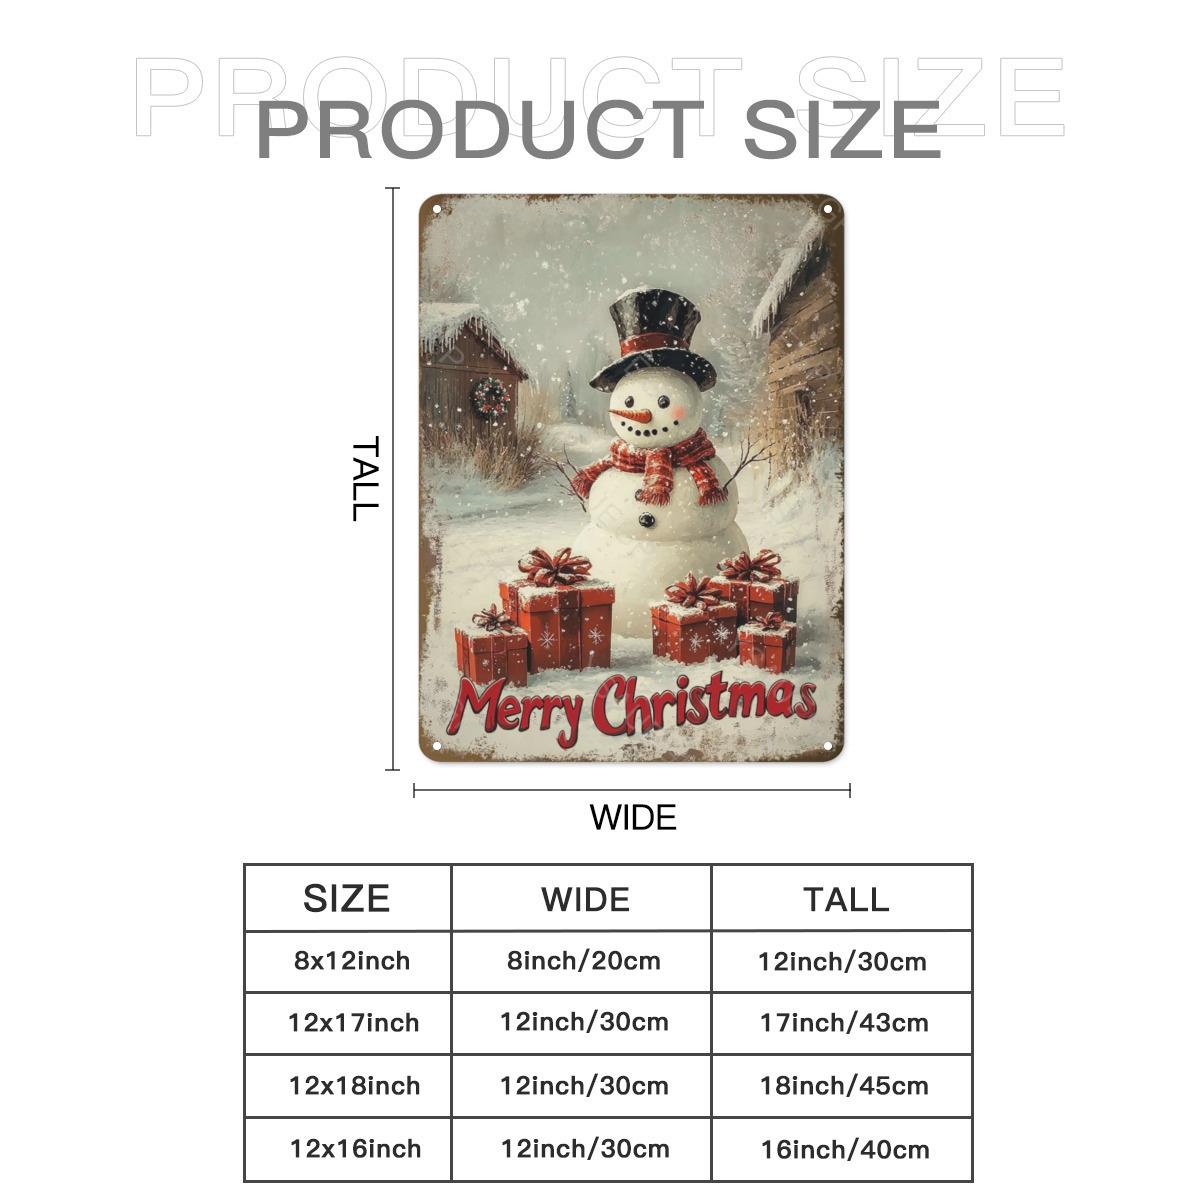 PRODUCT SIZE
PRODUCT SIZE
TALL
Merry Christmas
WIDE
SIZE WIDE TALL
8x12inch 8inch/20cm 12inch/30cm
12x17inch 12inch/30cm 17inch/43cm
12x18inch 12inch/30cm 18inch/45cm
12x16inch 12inch/30cm 16inch/40cm